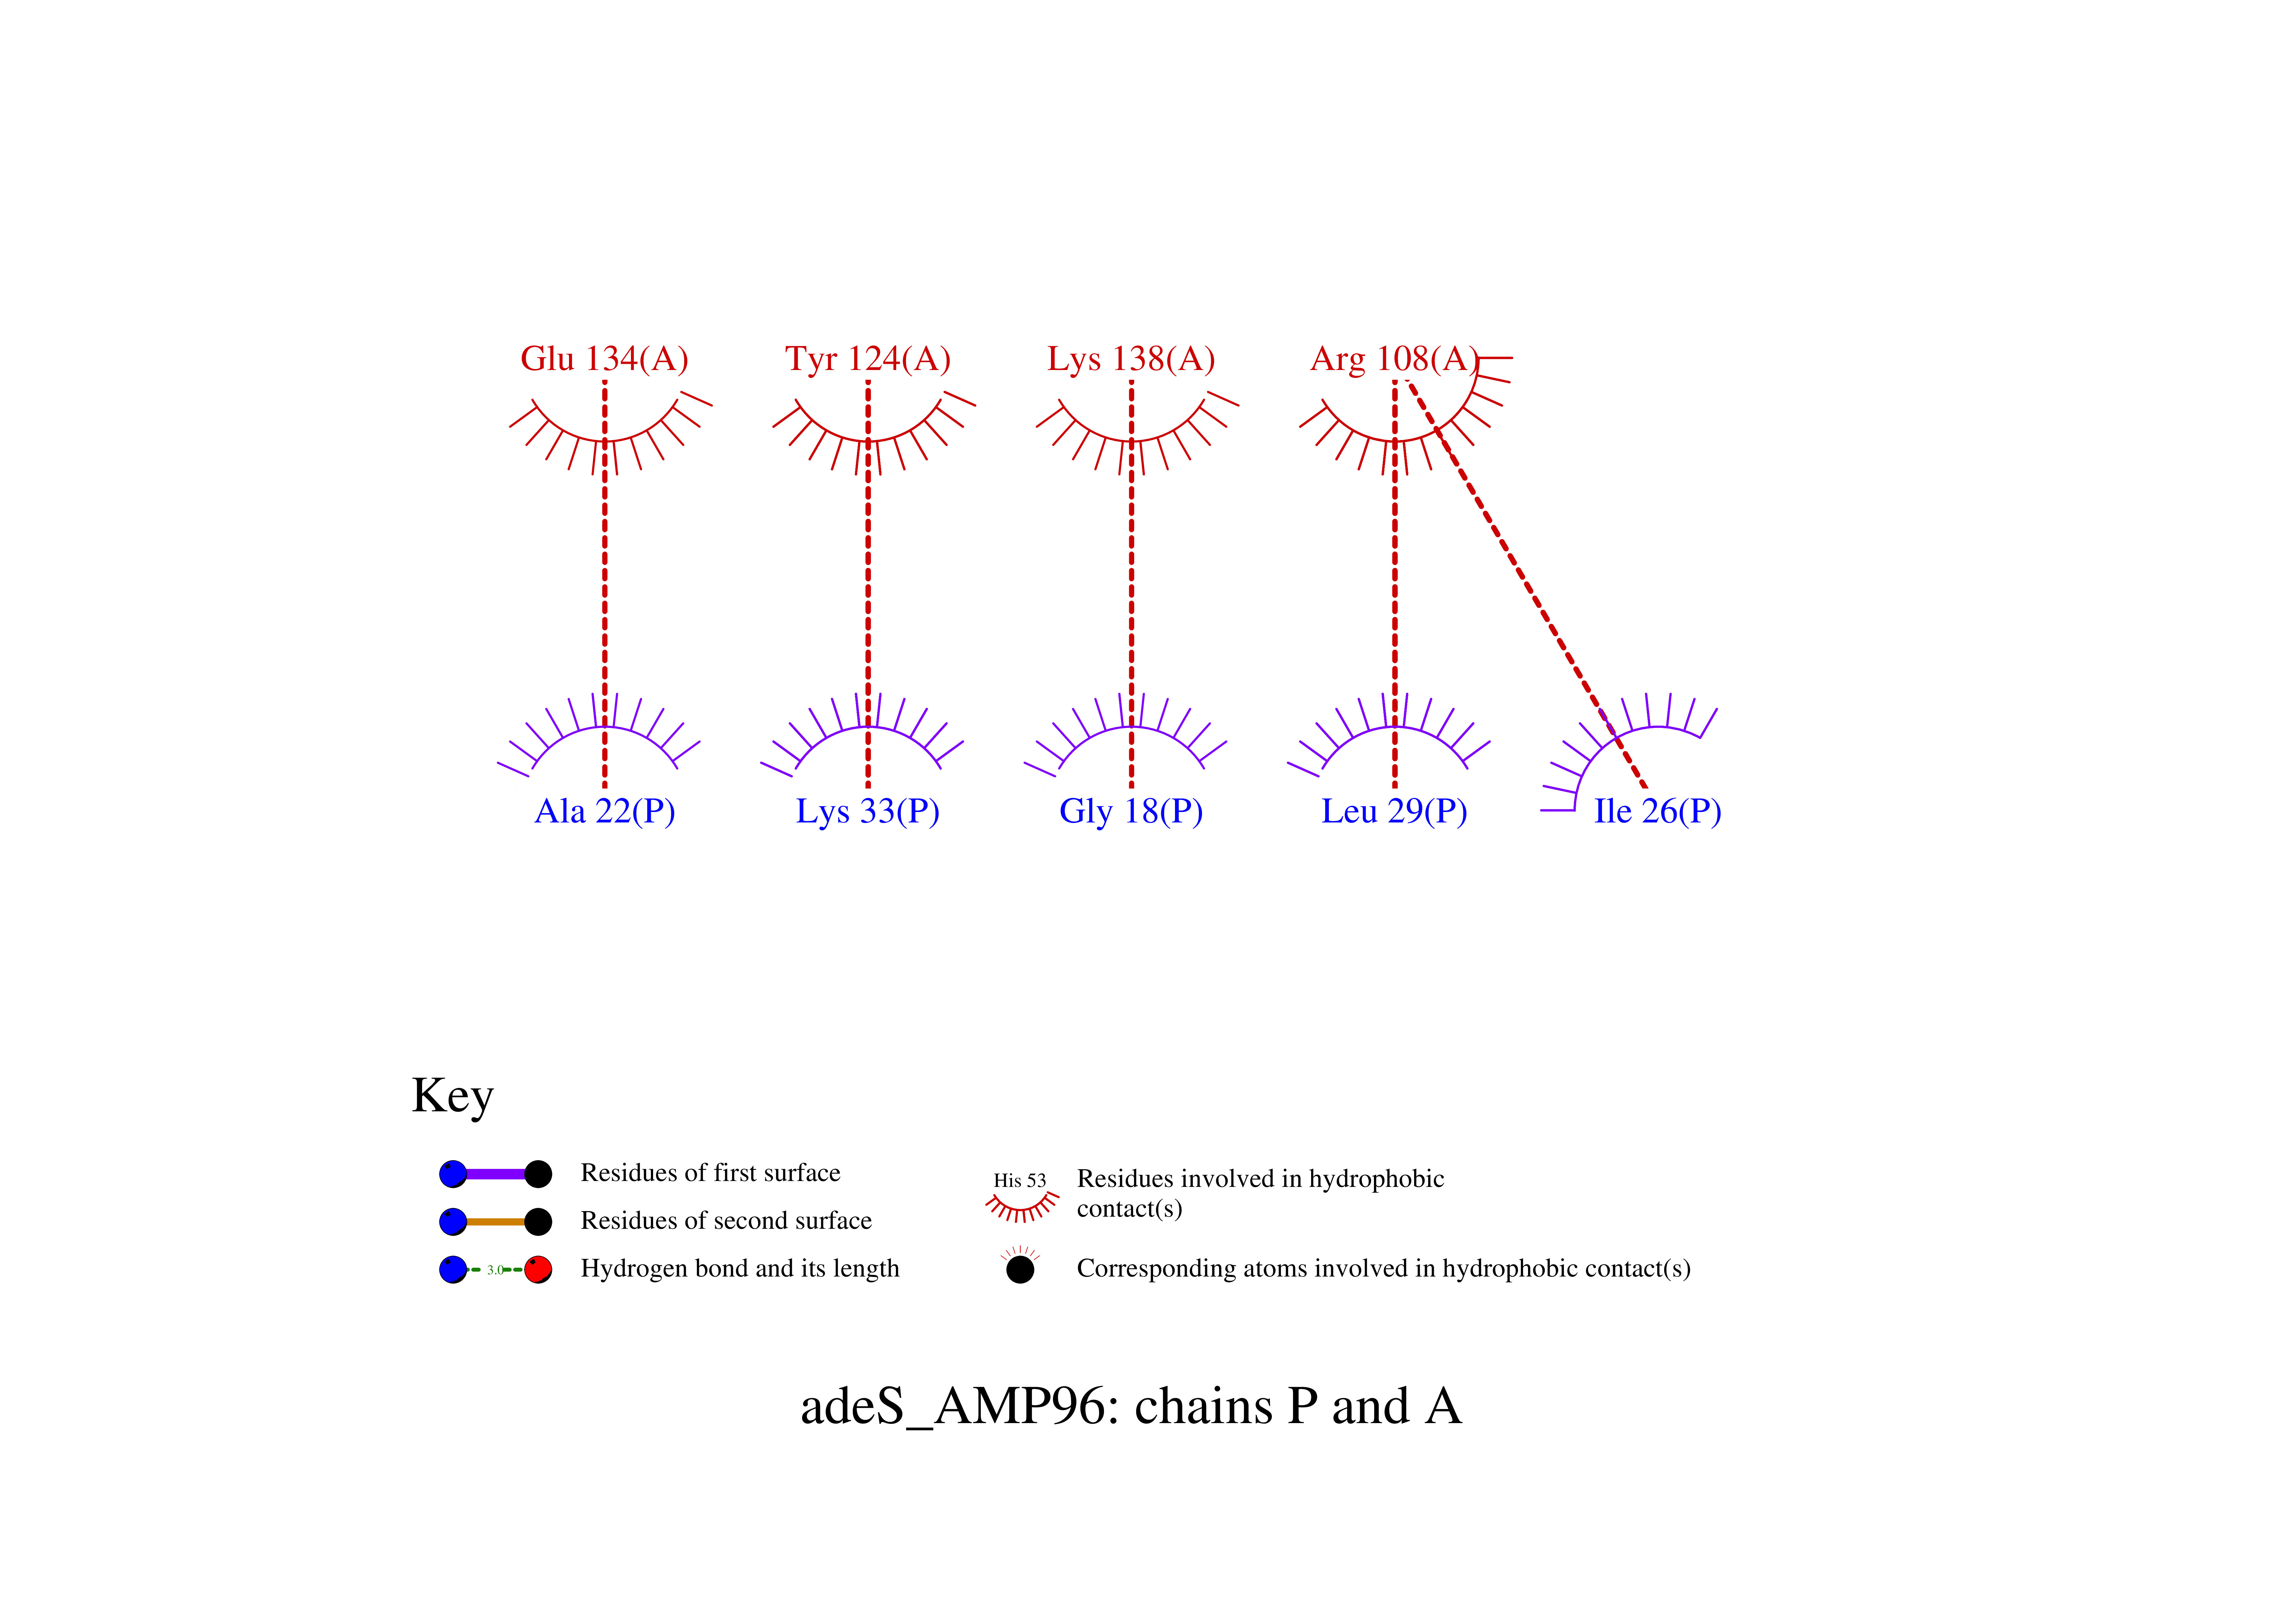 Glu 134(A) Tyr 124(A) Lys 138(A) Arg 108(A)
Ala 22(P) Lys 33(P) Gly 18(P) Leu 29(P) Ile 26(P)
Key
Residues of first surface
Residues of second surface
3.0 Hydrogen bond and its length
His 53 Residues involved in hydrophobic
contact(s)
Corresponding atoms involved in hydrophobic contact(s)
adeS_AMP96: chains P and A